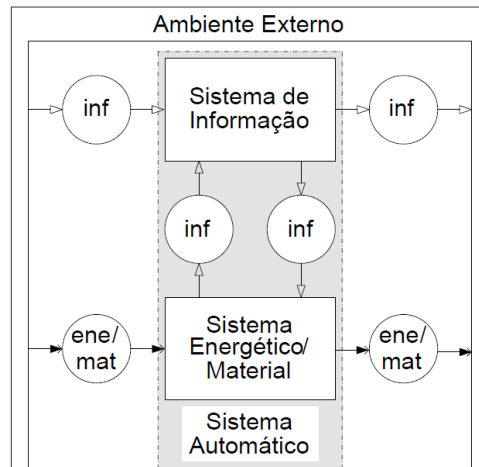 Ambiente Externo
inf
Sistema de
Informação
inf
inf
inf
ene/
mat
Sistema
Energético/
Material
ene/
mat
Sistema
Automático